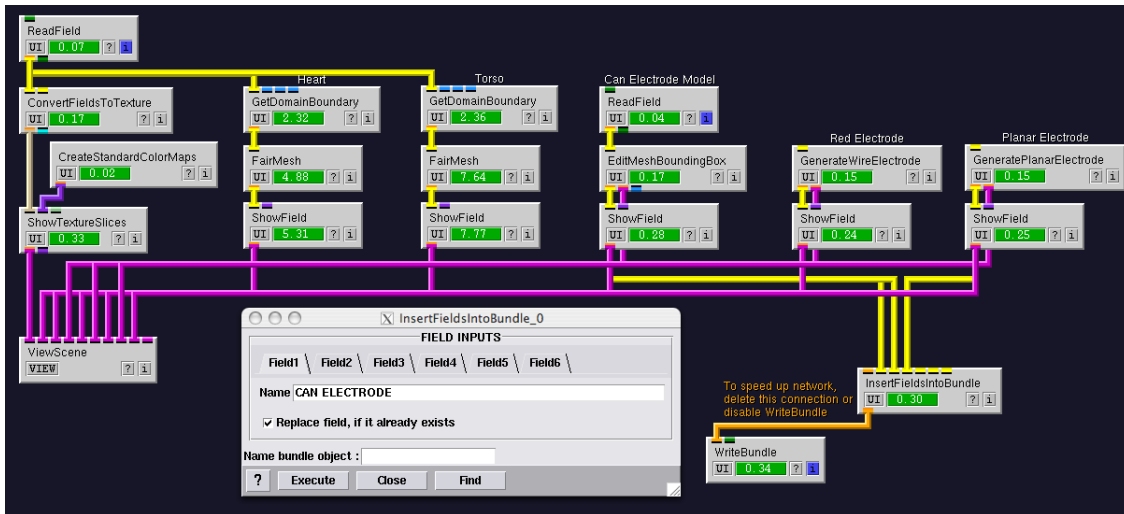 ReadField
UI 0.07 ? i
Heart
Torso
Can Electrode Model
ConvertFieldsToTexture
UI 0.17 ? i
GetDomainBoundary
UI 2.32 ? i
GetDomainBoundary
UI 2.36 ? i
ReadField
UI 0.04 ? i
Red Electrode
Planar Electrode
CreateStandardColorMaps
UI 0.02 ? i
FairMesh
UI 4.88 ? i
FairMesh
UI 7.64 ? i
EditMeshBoundingBox
UI 0.17 ? i
GenerateWireElectrode
UI 0.15 ? i
GeneratePlanarElectrode
UI 0.15 ? i
ShowTextureSlices
UI 0.33 ? i
ShowField
UI 5.31 ? i
ShowField
UI 7.77 ? i
ShowField
UI 0.28 ? i
ShowField
UI 0.24 ? i
ShowField
UI 0.25 ? i
ViewScene
VIEW ? i
X InsertFieldsIntoBundle_0
FIELD INPUTS
Field1 \ Field2 \ Field3 \ Field4 \ Field5 \ Field6 \
Name CAN ELECTRODE
Replace field, if it already exists
Name bundle object :
? Execute Close Find
To speed up network,
delete this connection or
disable WriteBundle
InsertFieldsIntoBundle
UI 0.30 ? i
WriteBundle
UI 0.34 ? i